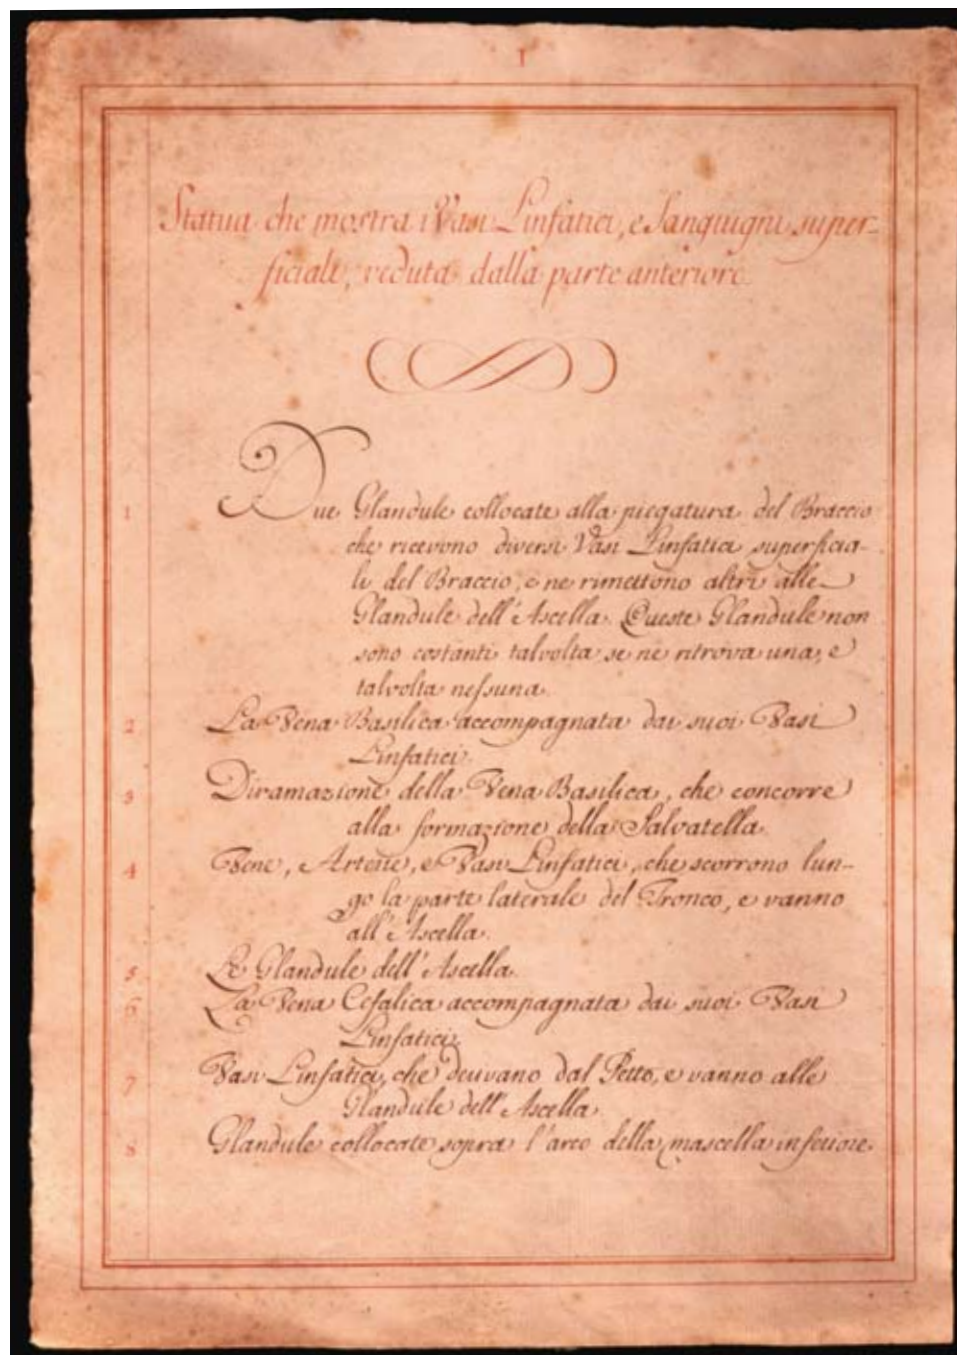 I
Statua che mostra i Vasi Linfatici, e Sanguigni super-
ficiali, veduta dalla parte anteriore
1 Due Glandule collocate alla piegatura del Braccio
che ricevono diversi Vasi Linfatici superficia-
li del Braccio, e ne rimettono altri alle
Glandule dell'Ascella. Queste Glandule non
sono costanti talvolta se ne ritrova una, e
talvolta nessuna.
2 La Vena Basilica accompagnata dai suoi Vasi
Linfatici.
3 Diramazione della Vena Basilica, che concorre
alla formazione della Salvatella.
4 Vene, Arterie, e Vasi Linfatici, che scorrono lun-
go la parte laterale del Tronco, e vanno
all'Ascella.
5 Le Glandule dell'Ascella.
6 La Vena Cefalica accompagnata dai suoi Vasi
Linfatici.
7 Vasi Linfatici, che derivano dal Petto, e vanno alle
Glandule dell'Ascella.
8 Glandule collocate sopra l'arco della mascella inferiore.